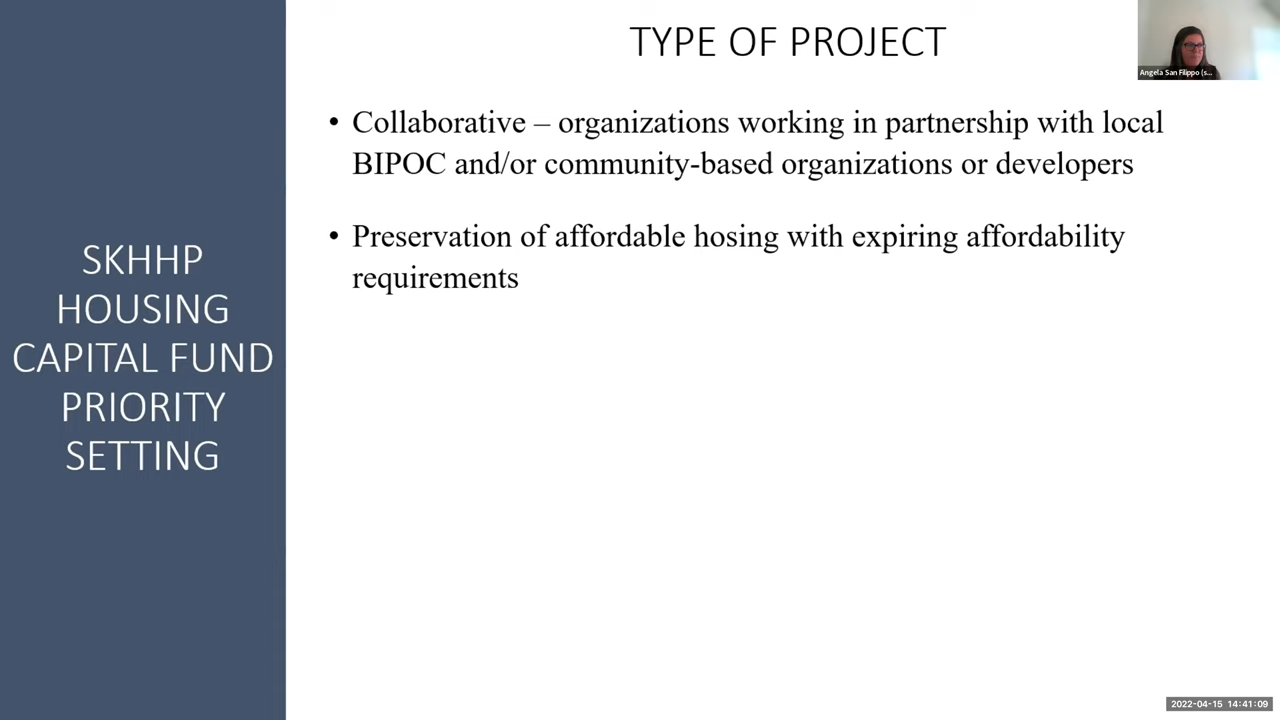 SKHHP
HOUSING
CAPITAL FUND
PRIORITY
SETTING
TYPE OF PROJECT
• Collaborative – organizations working in partnership with local
BIPOC and/or community-based organizations or developers
• Preservation of affordable hosing with expiring affordability
requirements
Angela San Filippo (s...
2022-04-15 14:41:09